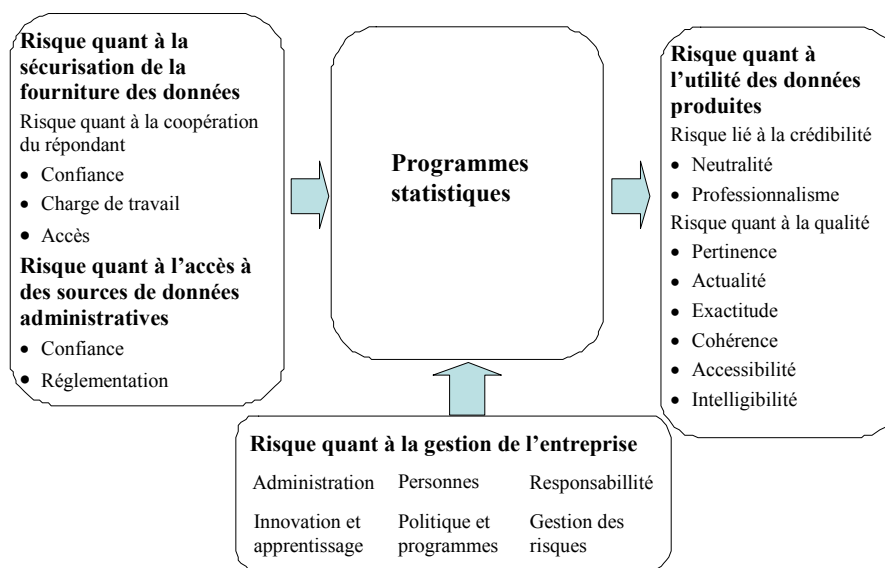 Risque quant à la
sécurisation de la
fourniture des données
Risque quant à la coopération
du répondant
• Confiance
• Charge de travail
• Accès
Risque quant à l’accès à
des sources de données
administratives
• Confiance
• Réglementation
Programmes
statistiques
Risque quant à
l’utilité des données
produites
Risque lié à la crédibilité
• Neutralité
• Professionnalisme
Risque quant à la qualité
• Pertinence
• Actualité
• Exactitude
• Cohérence
• Accessibilité
• Intelligibilité
Risque quant à la gestion de l’entreprise
Administration Personnes Responsabillité
Innovation et Politique et Gestion des
apprentissage programmes risques